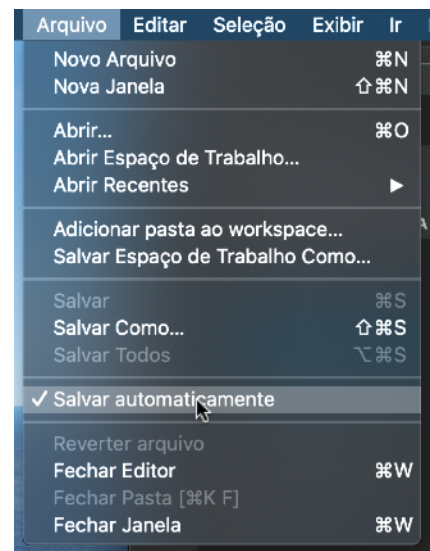 Arquivo Editar Seleção Exibir Ir
Novo Arquivo ⌘N
Nova Janela ⇧⌘N
Abrir... ⌘O
Abrir Espaço de Trabalho...
Abrir Recentes ▶
Adicionar pasta ao workspace...
Salvar Espaço de Trabalho Como...
Salvar ⌘S
Salvar Como... ⇧⌘S
Salvar Todos ⌥⌘S
✓ Salvar automaticamente
Reverter arquivo
Fechar Editor ⌘W
Fechar Pasta [⌘K F]
Fechar Janela ⌘W